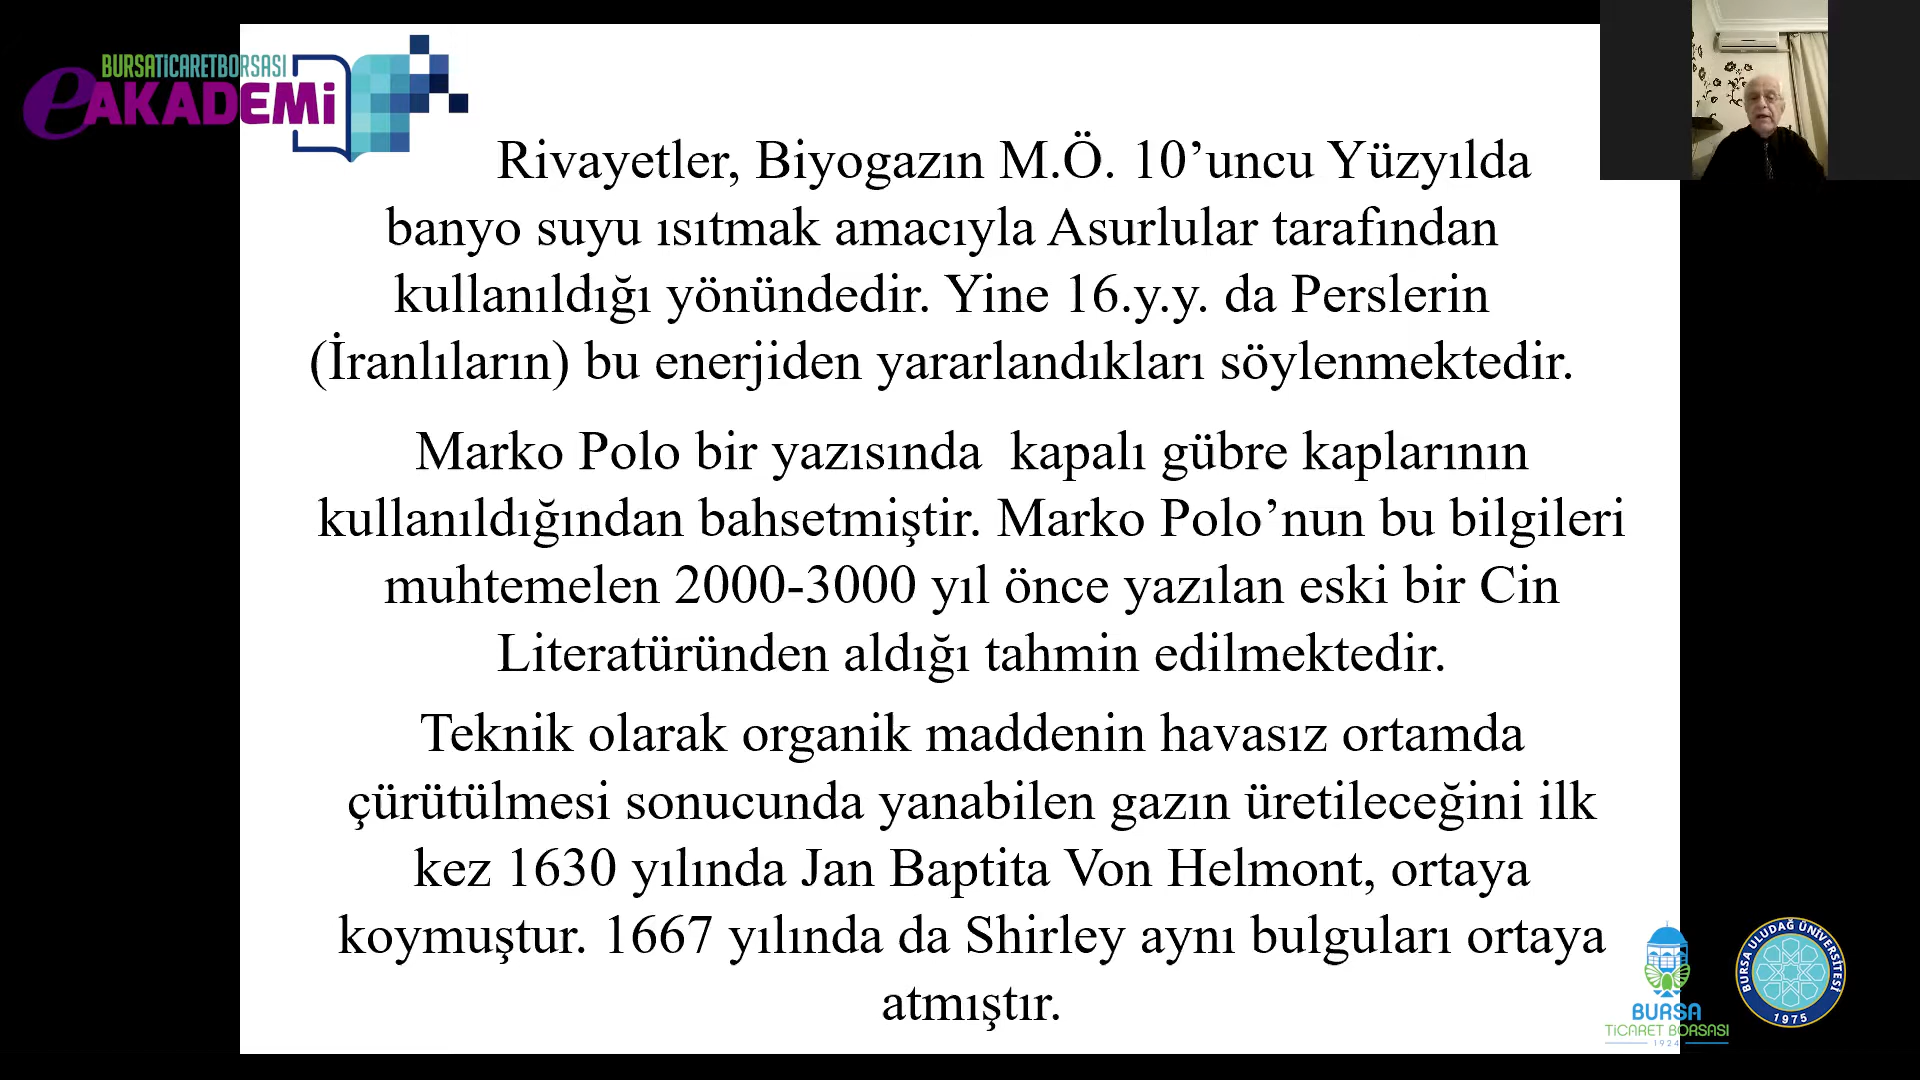 BURSATİCARETBORSASI
eAKADEMİ
Rivayetler, Biyogazın M.Ö. 10’uncu Yüzyılda
banyo suyu ısıtmak amacıyla Asurlular tarafından
kullanıldığı yönündedir. Yine 16.y.y. da Perslerin
(İranlıların) bu enerjiden yararlandıkları söylenmektedir.
Marko Polo bir yazısında  kapalı gübre kaplarının
kullanıldığından bahsetmiştir. Marko Polo’nun bu bilgileri
muhtemelen 2000-3000 yıl önce yazılan eski bir Cin
Literatüründen aldığı tahmin edilmektedir.
Teknik olarak organik maddenin havasız ortamda
çürütülmesi sonucunda yanabilen gazın üretileceğini ilk
kez 1630 yılında Jan Baptita Von Helmont, ortaya
koymuştur. 1667 yılında da Shirley aynı bulguları ortaya
atmıştır.
BURSA
TİCARET BORSASI
1924
BURSA ULUDAĞ ÜNİVERSİTESİ
1975